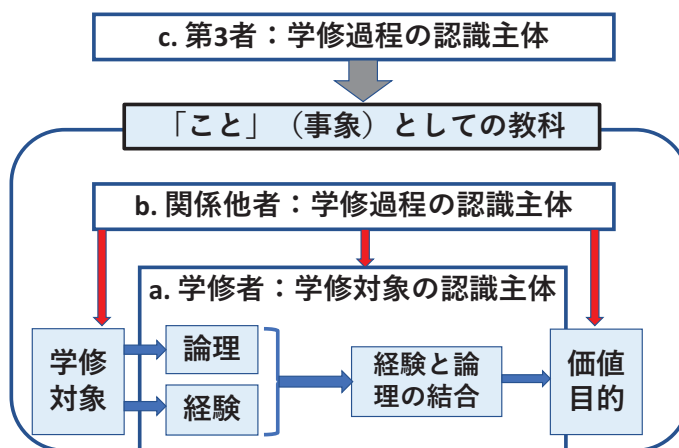 c. 第3者：学修過程の認識主体
「こと」（事象）としての教科
b. 関係他者：学修過程の認識主体
a. 学修者：学修対象の認識主体
学修
対象
論理
経験
経験と論
理の結合
価値
目的